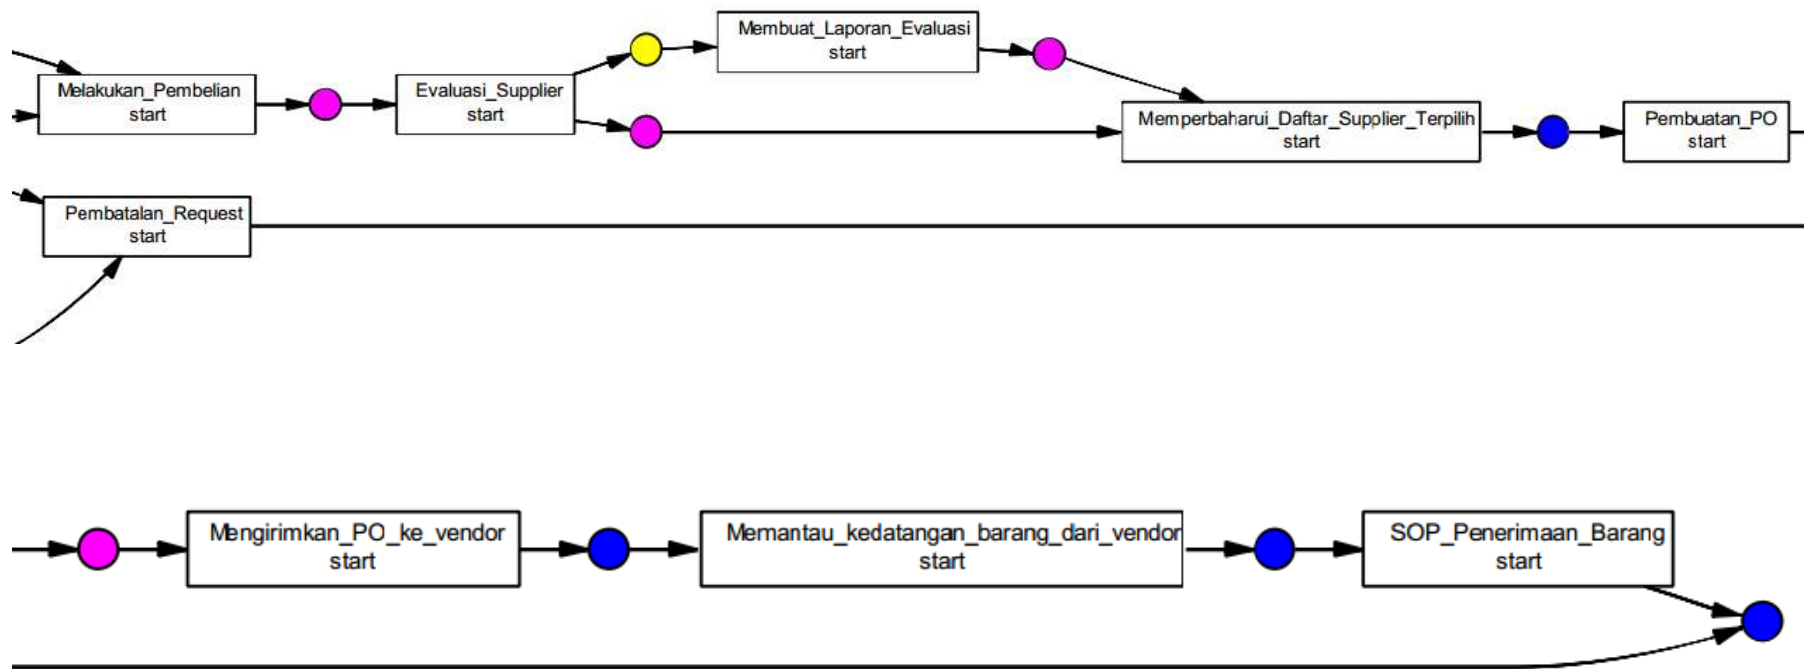 Membuat_Laporan_Evaluasi
start
Melakukan_Pembelian
start
Evaluasi_Supplier
start
Memperbaharui_Daftar_Supplier_Terpilih
start
Pembuatan_PO
start
Pembatalan_Request
start
Mengirimkan_PO_ke_vendor
start
Memantau_kedatangan_barang_dari_vendor
start
SOP_Penerimaan_Barang
start